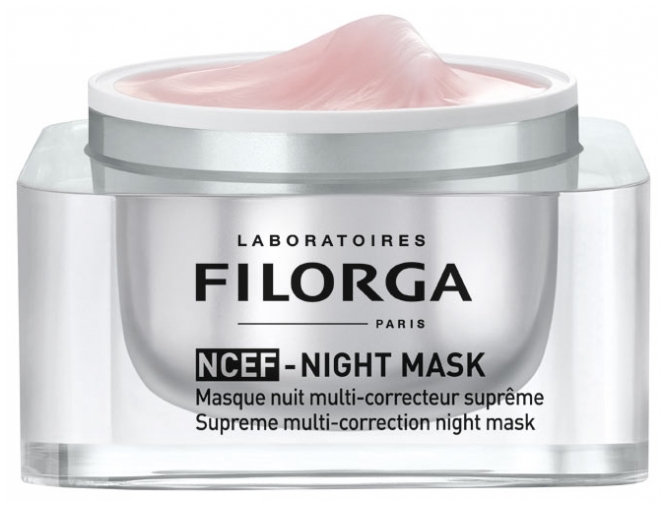 LABORATOIRES
FILORGA
PARIS
NCEF-NIGHT MASK
Masque nuit multi-correcteur suprême
Supreme multi-correction night mask